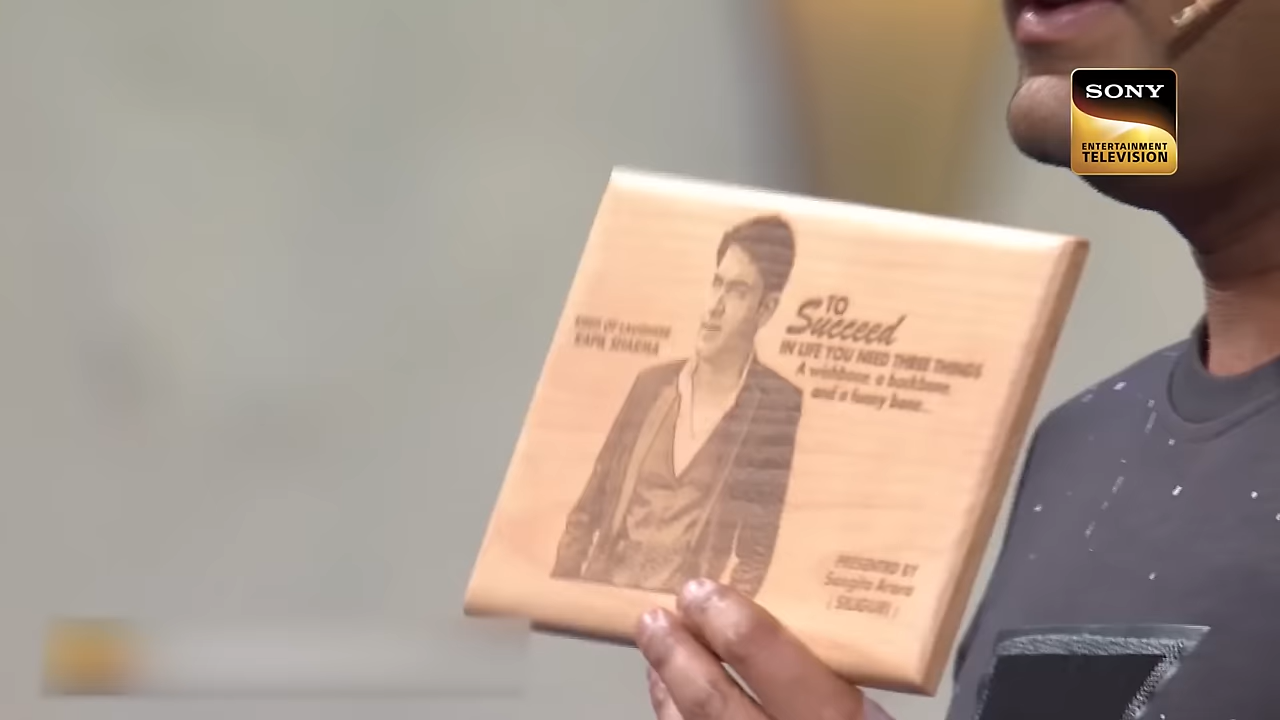 SONY
ENTERTAINMENT
TELEVISION
KING OF LAUGHTER
KAPIL SHARMA
TO
Succeed
IN LIFE YOU NEED THREE THINGS
A wishbone, a backbone
and a funny bone...
PRESENTED BY
Sangita Arora
( SILIGURI )